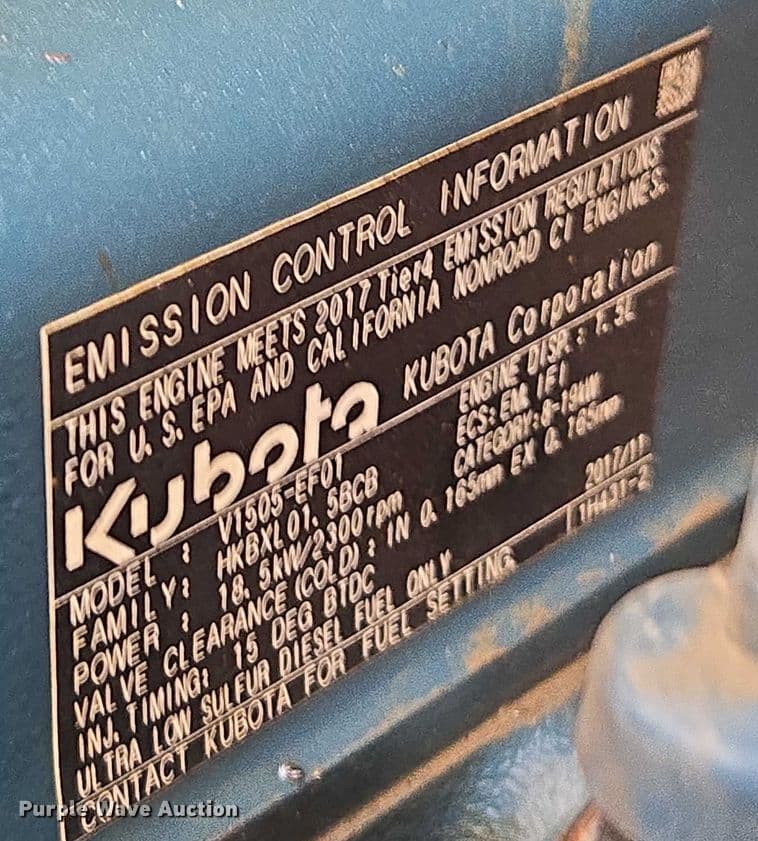 EMISSION CONTROL INFORMATION
THIS ENGINE MEETS 2017 Tier4 EMISSION REGULATIONS
FOR U.S. EPA AND CALIFORNIA NONROAD CI ENGINES.
Kubota KUBOTA Corporation
MODEL : V1505-EF01 ENGINE DISP.: 1.5L
FAMILY: HKBXL01.5BCB ECS: EM, IFI
POWER : 18.5kW/2300rpm CATEGORY:8-19kW
VALVE CLEARANCE (COLD) : IN 0.165mm EX 0.165mm
INJ. TIMING: 15 DEG BTDC
ULTRA LOW SULFUR DIESEL FUEL ONLY 2017/11
CONTACT KUBOTA FOR FUEL SETTING 1H431-2
Purple Wave Auction